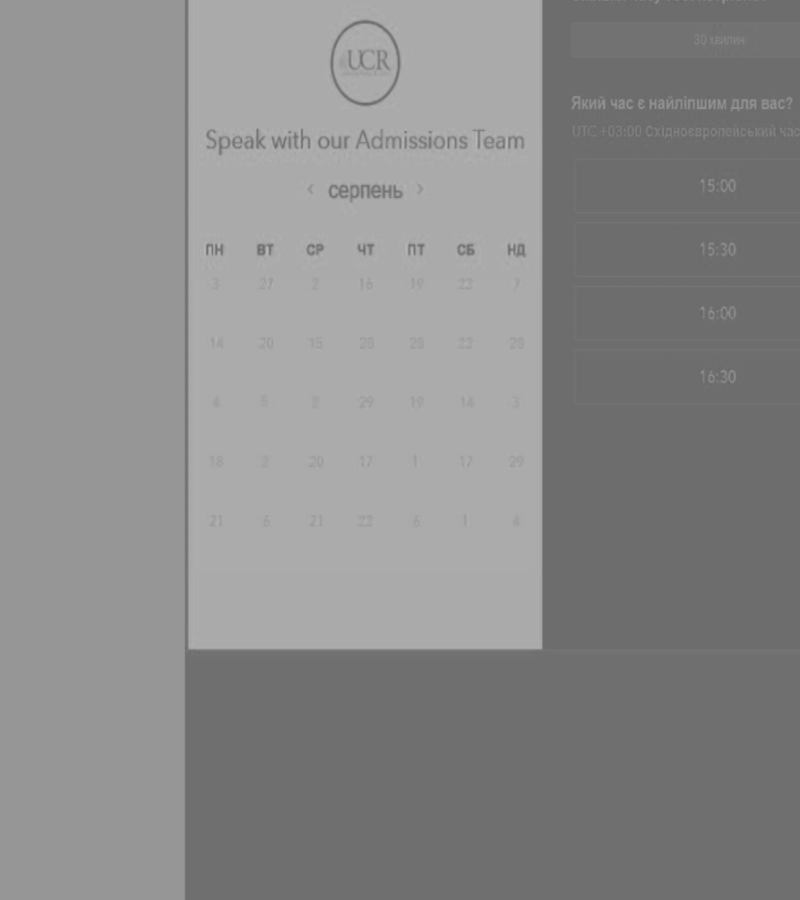 UCR
Speak with our Admissions Team
серпень
ПН ВТ СР ЧТ ПТ СБ НД
3 27 2 16 19 23 7
14 20 15 28 28 23 28
4 5 2 29 19 14 3
18 2 20 17 1 17 29
21 6 21 23 6 1 4
30 хвилин
Який час є найліпшим для вас?
UTC +03:00 Східноєвропейський час
15:00
15:30
16:00
16:30